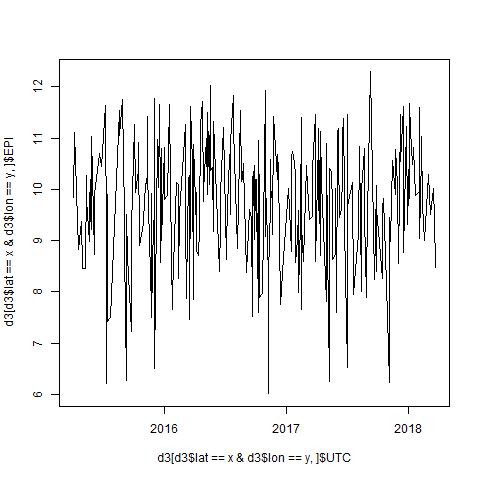 d3[d3$lat == x & d3$lon == y, ]$EPI
12
11
10
9
8
7
6
2016 2017 2018
d3[d3$lat == x & d3$lon == y, ]$UTC